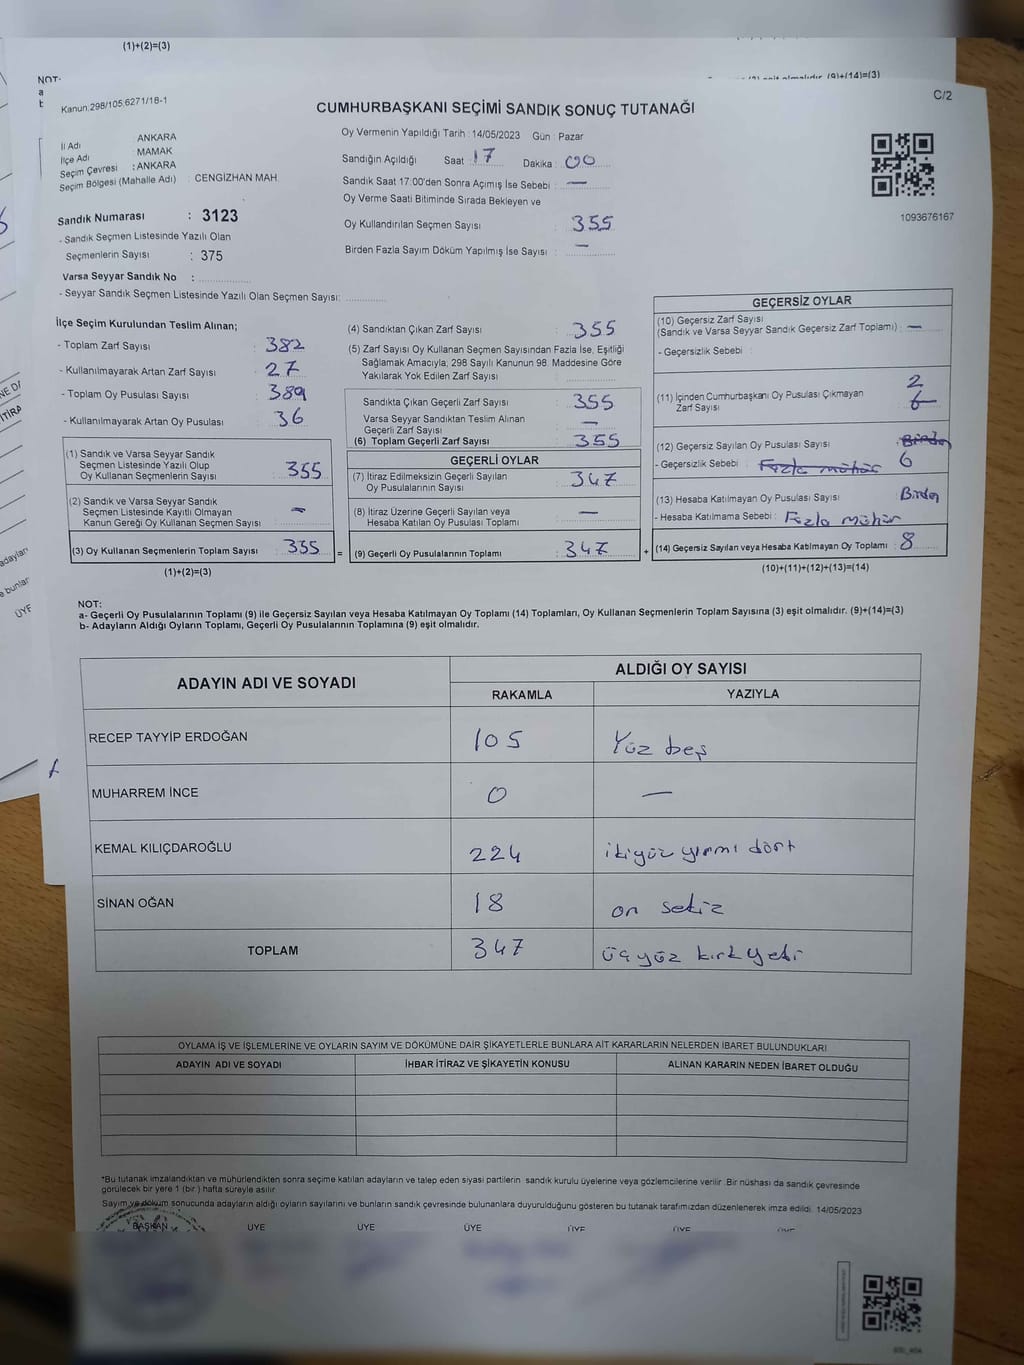 (1)+(2)=(3)
NOT:
a
b
(9)+(14)=(3)
C/2
Kanun:298/105,6271/18-1
CUMHURBAŞKANI SEÇİMİ SANDIK SONUÇ TUTANAĞI
İl Adı : ANKARA
İlçe Adı : MAMAK
Seçim Çevresi : ANKARA
Seçim Bölgesi (Mahalle Adı) : CENGİZHAN MAH.
Oy Vermenin Yapıldığı Tarih : 14/05/2023 Gün : Pazar
Sandığın Açıldığı Saat : 17 Dakika : 00
Sandık Saat 17:00'den Sonra Açımış İse Sebebi : —
Oy Verme Saati Bitiminde Sırada Bekleyen ve
Oy Kullandırılan Seçmen Sayısı : 355
Birden Fazla Sayım Döküm Yapılmış İse Sayısı : —
1093676167
Sandık Numarası : 3123
- Sandık Seçmen Listesinde Yazılı Olan
Seçmenlerin Sayısı : 375
Varsa Seyyar Sandık No :
- Seyyar Sandık Seçmen Listesinde Yazılı Olan Seçmen Sayısı:
İlçe Seçim Kurulundan Teslim Alınan;
- Toplam Zarf Sayısı : 382
- Kullanılmayarak Artan Zarf Sayısı : 27
- Toplam Oy Pusulası Sayısı :
- Kullanılmayarak Artan Oy Pusulası : 36
(1) Sandık ve Varsa Seyyar Sandık
Seçmen Listesinde Yazılı Olup
Oy Kullanan Seçmenlerin Sayısı : 355
(2) Sandık ve Varsa Seyyar Sandık
Seçmen Listesinde Kayıtlı Olmayan
Kanun Gereği Oy Kullanan Seçmen Sayısı : —
(3) Oy Kullanan Seçmenlerin Toplam Sayısı : 355
(1)+(2)=(3)
=
(4) Sandıktan Çıkan Zarf Sayısı : 355
(5) Zarf Sayısı Oy Kullanan Seçmen Sayısından Fazla İse, Eşitliği
Sağlamak Amacıyla, 298 Sayılı Kanunun 98. Maddesine Göre
Yakılarak Yok Edilen Zarf Sayısı :
Sandıkta Çıkan Geçerli Zarf Sayısı : 355
Varsa Seyyar Sandıktan Teslim Alınan
Geçerli Zarf Sayısı : —
(6) Toplam Geçerli Zarf Sayısı : 355
GEÇERLİ OYLAR
(7) İtiraz Edilmeksizin Geçerli Sayılan
Oy Pusulalarının Sayısı : 347
(8) İtiraz Üzerine Geçerli Sayılan veya
Hesaba Katılan Oy Pusulası Toplamı : —
(9) Geçerli Oy Pusulalarının Toplamı : 347
+
GEÇERSİZ OYLAR
(10) Geçersiz Zarf Sayısı
(Sandık ve Varsa Seyyar Sandık Geçersiz Zarf Toplamı) : —
- Geçersizlik Sebebi :
(11) İçinden Cumhurbaşkanı Oy Pusulası Çıkmayan
Zarf Sayısı : 2
(12) Geçersiz Sayılan Oy Pusulası Sayısı : Birden
- Geçersizlik Sebebi : Fazla mühür 6
(13) Hesaba Katılmayan Oy Pusulası Sayısı : Birden
- Hesaba Katılmama Sebebi : Fazla mühür
(14) Geçersiz Sayılan veya Hesaba Katılmayan Oy Toplamı : 8
(10)+(11)+(12)+(13)=(14)
NOT:
a- Geçerli Oy Pusulalarının Toplamı (9) ile Geçersiz Sayılan veya Hesaba Katılmayan Oy Toplamı (14) Toplamları, Oy Kullanan Seçmenlerin Toplam Sayısına (3) eşit olmalıdır. (9)+(14)=(3)
b- Adayların Aldığı Oyların Toplamı, Geçerli Oy Pusulalarının Toplamına (9) eşit olmalıdır.
ADAYIN ADI VE SOYADI
ALDIĞI OY SAYISI
RAKAMLA YAZIYLA
RECEP TAYYİP ERDOĞAN 105 Yüz beş
MUHARREM İNCE 0 —
KEMAL KILIÇDAROĞLU 224 ikiyüz yirmi dört
SİNAN OĞAN 18 on sekiz
TOPLAM 347 üçyüz kırk yedi
OYLAMA İŞ VE İŞLEMLERİNE VE OYLARIN SAYIM VE DÖKÜMÜNE DAİR ŞİKAYETLERLE BUNLARA AİT KARARLARIN NELERDEN İBARET BULUNDUKLARI
ADAYIN ADI VE SOYADI İHBAR İTİRAZ VE ŞİKAYETİN KONUSU ALINAN KARARIN NEDEN İBARET OLDUĞU
*Bu tutanak imzalandıktan ve mühürlendikten sonra seçime katılan adayların ve talep eden siyasi partilerin sandık kurulu üyelerine veya gözlemcilerine verilir. Bir nüshası da sandık çevresinde
görülecek bir yere 1 (bir) hafta süreyle asılır.
Sayım ve döküm sonucunda adayların aldığı oyların sayılarını ve bunların sandık çevresinde bulunanlara duyurulduğunu gösteren bu tutanak tarafımızdan düzenlenerek imza edildi. 14/05/2023
BAŞKAN ÜYE ÜYE ÜYE ÜYE ÜYE